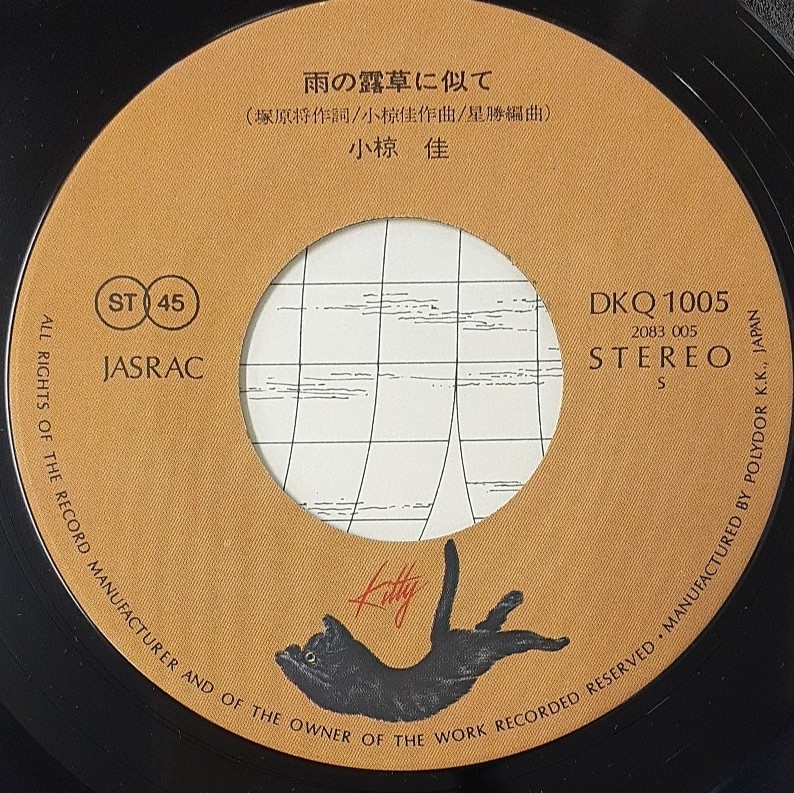 雨の露草に似て
(塚原将作詞/小椋佳作曲/星勝編曲)
小椋 佳
ST 45
JASRAC
DKQ 1005
2083 005
STEREO
S
Kitty
ALL RIGHTS OF THE RECORD MANUFACTURER AND OF THE OWNER OF THE WORK RECORDED RESERVED • MANUFACTURED BY POLYDOR K.K., JAPAN